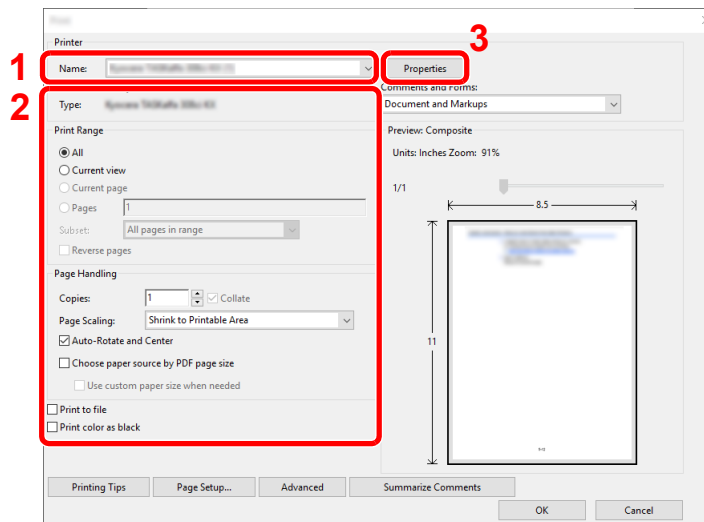 3
Printer
1
Name:
Properties
2
Type:
Comments and Forms:
Document and Markups
Print Range
Preview: Composite
All
Units: Inches Zoom: 91%
Current view
Current page
1/1
Pages
1
8.5
Subset:
All pages in range
Reverse pages
Page Handling
Copies:
1
Collate
Page Scaling:
Shrink to Printable Area
Auto-Rotate and Center
11
Choose paper source by PDF page size
Use custom paper size when needed
Print to file
Print color as black
Printing Tips
Page Setup...
Advanced
Summarize Comments
OK
Cancel